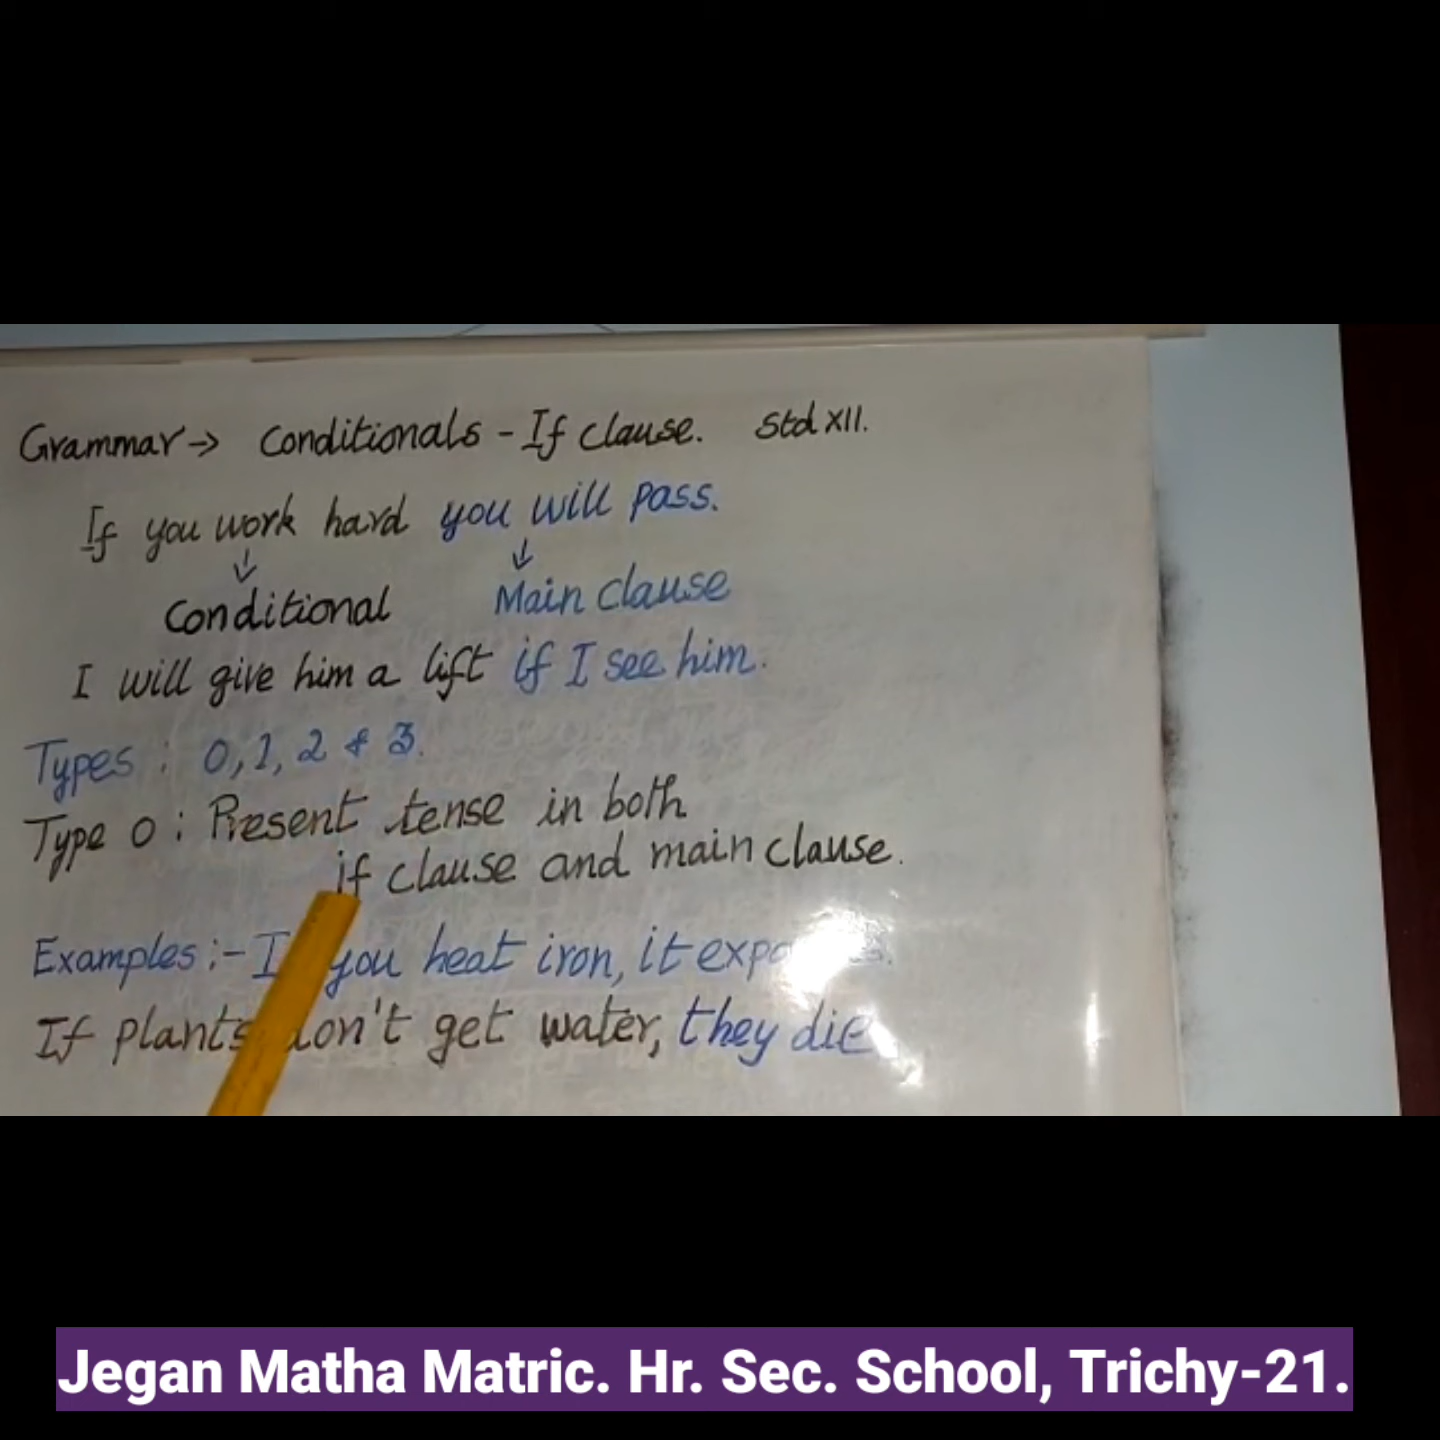 Grammar → Conditionals - If clause. Std XII.
If you work hard you will pass.
↓ ↓
Conditional Main Clause
I will give him a lift if I see him.
Types : 0, 1, 2 & 3.
Type 0 : Present tense in both
if clause and main clause.
Examples :- you heat iron, it
If plants don't get water, they die
Jegan Matha Matric. Hr. Sec. School, Trichy-21.